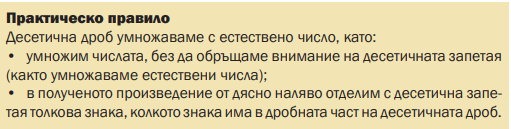 Практическо правило
Десетична дроб умножаваме с естествено число, като:
• умножим числата, без да обръщаме внимание на десетичната запетая
(както умножаваме естествени числа);
• в полученото произведение от дясно наляво отделим с десетична запе-
тая толкова знака, колкото знака има в дробната част на десетичната дроб.